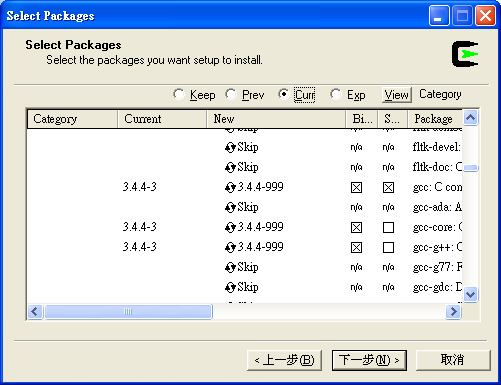 Select Packages
Select Packages
Select the packages you want setup to install.
Keep Prev Curr Exp View Category
Category Current New Bi... S... Package
Skip n/a n/a
Skip n/a n/a fltk-devel:
Skip n/a n/a fltk-doc: C
3.4.4-3 3.4.4-999 gcc: C con
Skip n/a n/a gcc-ada: A
3.4.4-3 3.4.4-999 gcc-core: C
3.4.4-3 3.4.4-999 gcc-g++: C
Skip n/a n/a gcc-g77: F
Skip n/a n/a gcc-gdc: D
<上一步(B) 下一步(N)> 取消